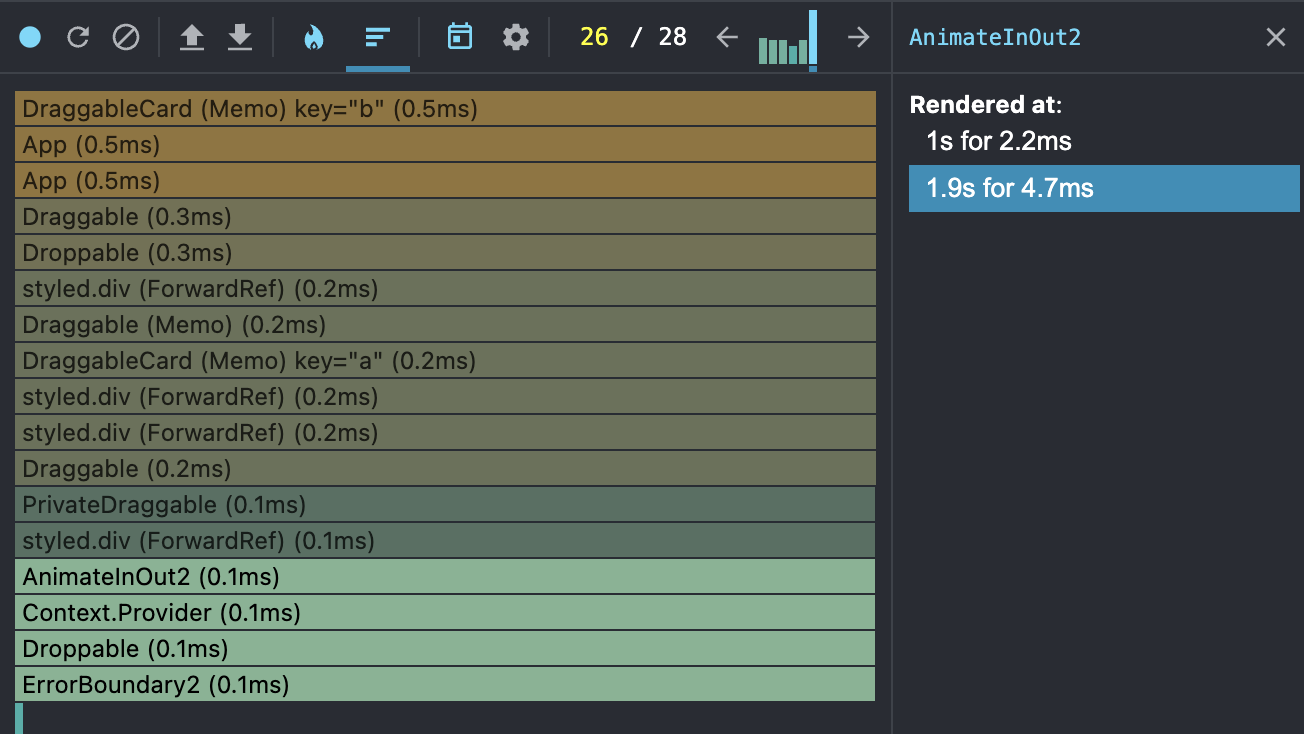 26 / 28
AnimateInOut2
DraggableCard (Memo) key="b" (0.5ms)
App (0.5ms)
App (0.5ms)
Draggable (0.3ms)
Droppable (0.3ms)
styled.div (ForwardRef) (0.2ms)
Draggable (Memo) (0.2ms)
DraggableCard (Memo) key="a" (0.2ms)
styled.div (ForwardRef) (0.2ms)
styled.div (ForwardRef) (0.2ms)
Draggable (0.2ms)
PrivateDraggable (0.1ms)
styled.div (ForwardRef) (0.1ms)
AnimateInOut2 (0.1ms)
Context.Provider (0.1ms)
Droppable (0.1ms)
ErrorBoundary2 (0.1ms)
Rendered at:
1s for 2.2ms
1.9s for 4.7ms